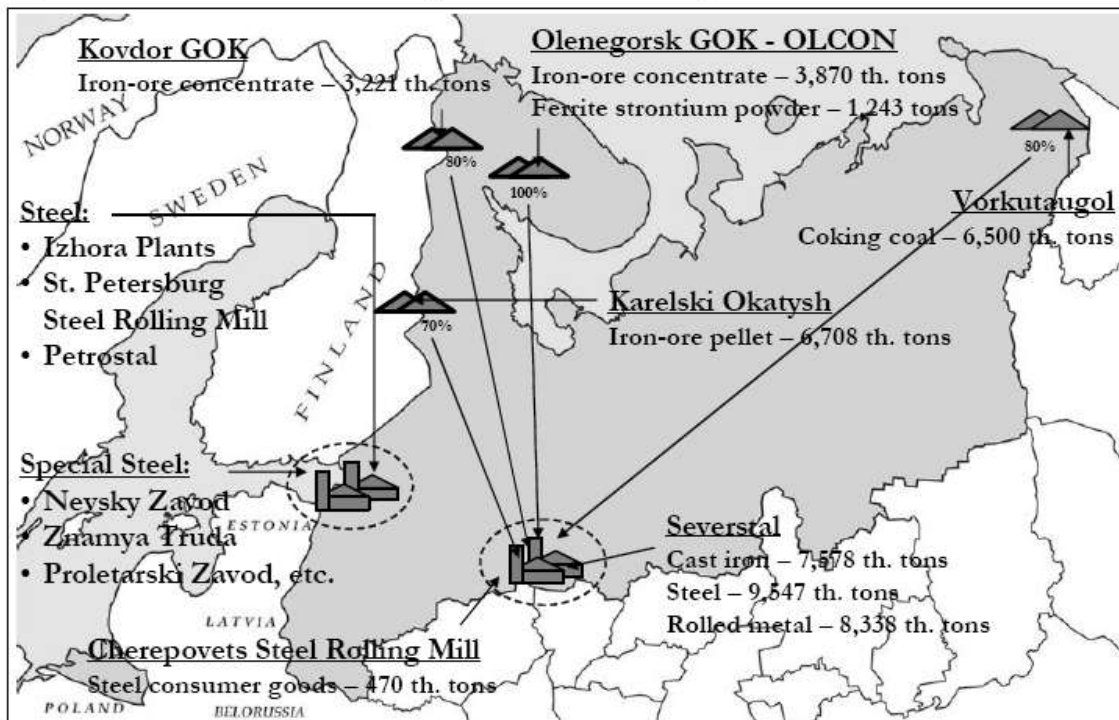 Kovdor GOK
Iron-ore concentrate – 3,221 th. tons
Olenegorsk GOK - OLCON
Iron-ore concentrate – 3,870 th. tons
Ferrite strontium powder – 1,243 tons
NORWAY
SWEDEN
FINLAND
80%
100%
80%
70%
Vorkutaugol
Coking coal – 6,500 th. tons
Steel:
• Izhora Plants
• St. Petersburg
Steel Rolling Mill
• Petrostal
Karelski Okatysh
Iron-ore pellet – 6,708 th. tons
Special Steel:
• Nevsky Zavod
• Znamya Truda
• Proletarski Zavod, etc.
ESTONIA
LATVIA
Severstal
Cast iron – 7,578 th. tons
Steel – 9,547 th. tons
Rolled metal – 8,338 th. tons
Cherepovets Steel Rolling Mill
Steel consumer goods – 470 th. tons
POLAND
BELORUSSIA